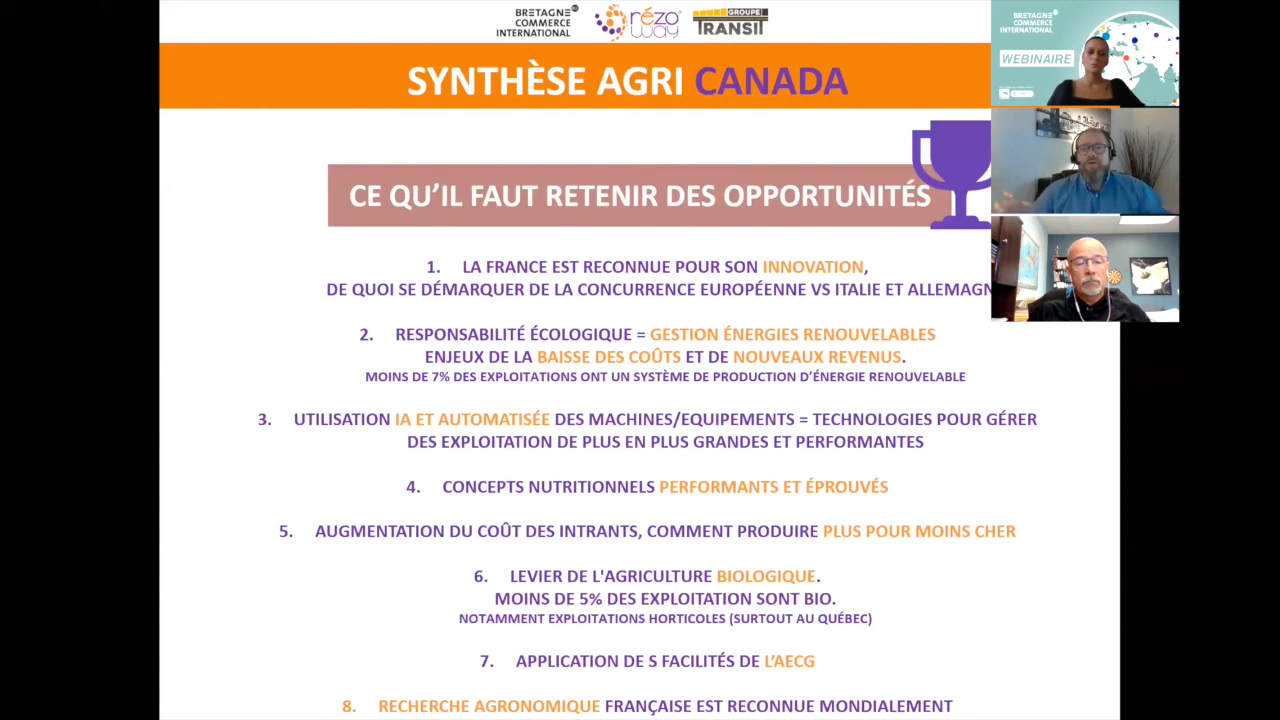 BRETAGNE
COMMERCE
INTERNATIONAL
rézo
way
GROUPE
TRANSIT
BRETAGNE
COMMERCE
INTERNATIONAL
WEBINAIRE
SYNTHÈSE AGRI CANADA
CE QU'IL FAUT RETENIR DES OPPORTUNITÉS
1. LA FRANCE EST RECONNUE POUR SON INNOVATION,
DE QUOI SE DÉMARQUER DE LA CONCURRENCE EUROPÉENNE VS ITALIE ET ALLEMAGN
2. RESPONSABILITÉ ÉCOLOGIQUE = GESTION ÉNERGIES RENOUVELABLES
ENJEUX DE LA BAISSE DES COÛTS ET DE NOUVEAUX REVENUS.
MOINS DE 7% DES EXPLOITATIONS ONT UN SYSTÈME DE PRODUCTION D'ÉNERGIE RENOUVELABLE
3. UTILISATION IA ET AUTOMATISÉE DES MACHINES/EQUIPEMENTS = TECHNOLOGIES POUR GÉRER
DES EXPLOITATION DE PLUS EN PLUS GRANDES ET PERFORMANTES
4. CONCEPTS NUTRITIONNELS PERFORMANTS ET ÉPROUVÉS
5. AUGMENTATION DU COÛT DES INTRANTS, COMMENT PRODUIRE PLUS POUR MOINS CHER
6. LEVIER DE L'AGRICULTURE BIOLOGIQUE.
MOINS DE 5% DES EXPLOITATION SONT BIO.
NOTAMMENT EXPLOITATIONS HORTICOLES (SURTOUT AU QUÉBEC)
7. APPLICATION DE S FACILITÉS DE L'AECG
8. RECHERCHE AGRONOMIQUE FRANÇAISE EST RECONNUE MONDIALEMENT